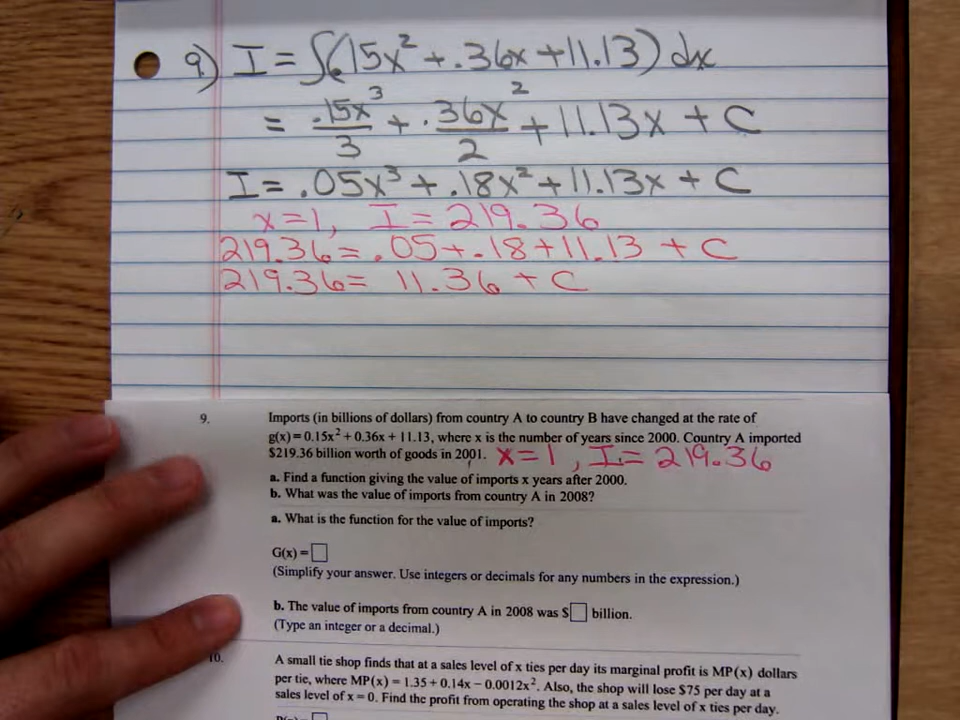 9) I = ∫(.15x² + .36x + 11.13) dx
= .15x³/3 + .36x²/2 + 11.13x + C
I = .05x³ + .18x² + 11.13x + C
x = 1, I = 219.36
219.36 = .05 + .18 + 11.13 + C
219.36 = 11.36 + C
9. Imports (in billions of dollars) from country A to country B have changed at the rate of
g(x) = 0.15x² + 0.36x + 11.13, where x is the number of years since 2000. Country A imported
$219.36 billion worth of goods in 2001. x = 1, I = 219.36
a. Find a function giving the value of imports x years after 2000.
b. What was the value of imports from country A in 2008?
a. What is the function for the value of imports?
G(x) =
(Simplify your answer. Use integers or decimals for any numbers in the expression.)
b. The value of imports from country A in 2008 was $ billion.
(Type an integer or a decimal.)
10. A small tie shop finds that at a sales level of x ties per day its marginal profit is MP(x) dollars
per tie, where MP(x) = 1.35 + 0.14x − 0.0012x². Also, the shop will lose $75 per day at a
sales level of x = 0. Find the profit from operating the shop at a sales level of x ties per day.